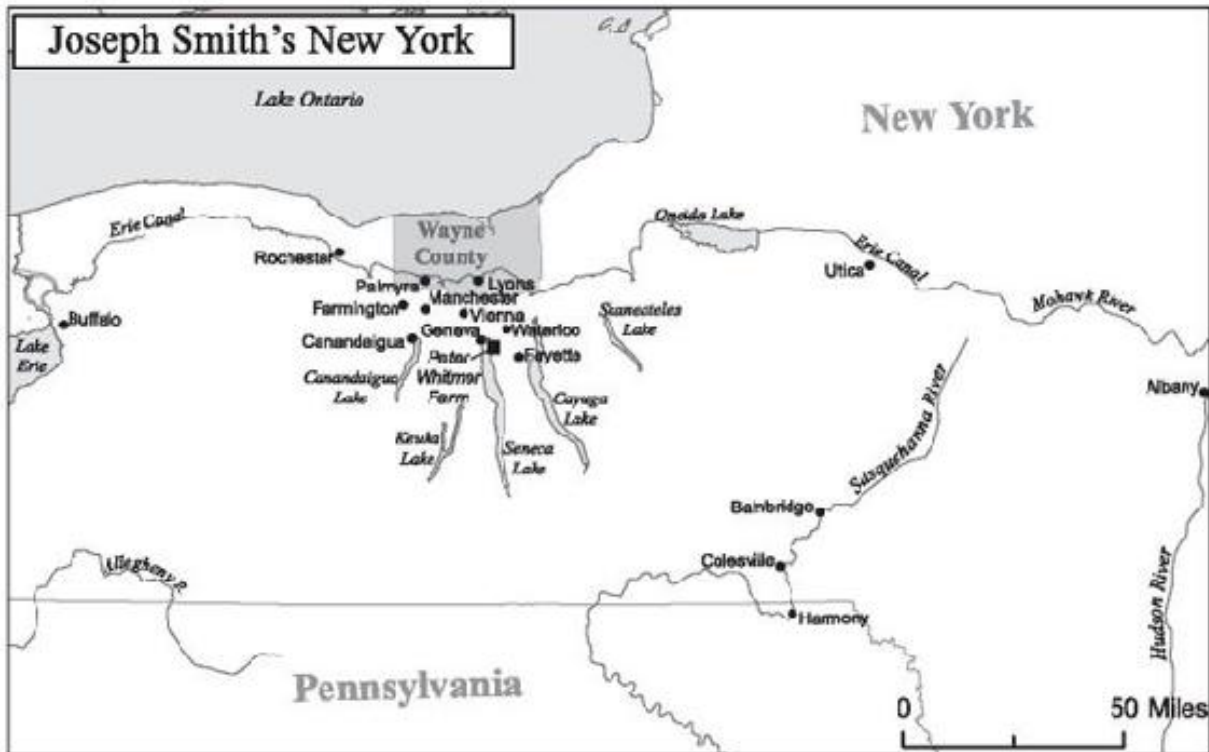 Joseph Smith's New York
Lake Ontario
New York
Erie Canal
Wayne
County
Oneida Lake
Erie Canal
Rochester
Utica
Mohawk River
Palmyra
Lyons
Manchester
Farmington
Vienna
Skaneateles
Lake
Buffalo
Geneva
Waterloo
Canandaigua
Lake
Erie
Peter
Whitmer
Farm
Fayette
Canandaigua
Lake
Cayuga
Lake
Albany
Keuka
Lake
Seneca
Lake
Susquehanna River
Bainbridge
Colesville
Allegheny R.
Harmony
Hudson River
Pennsylvania
0 50 Miles